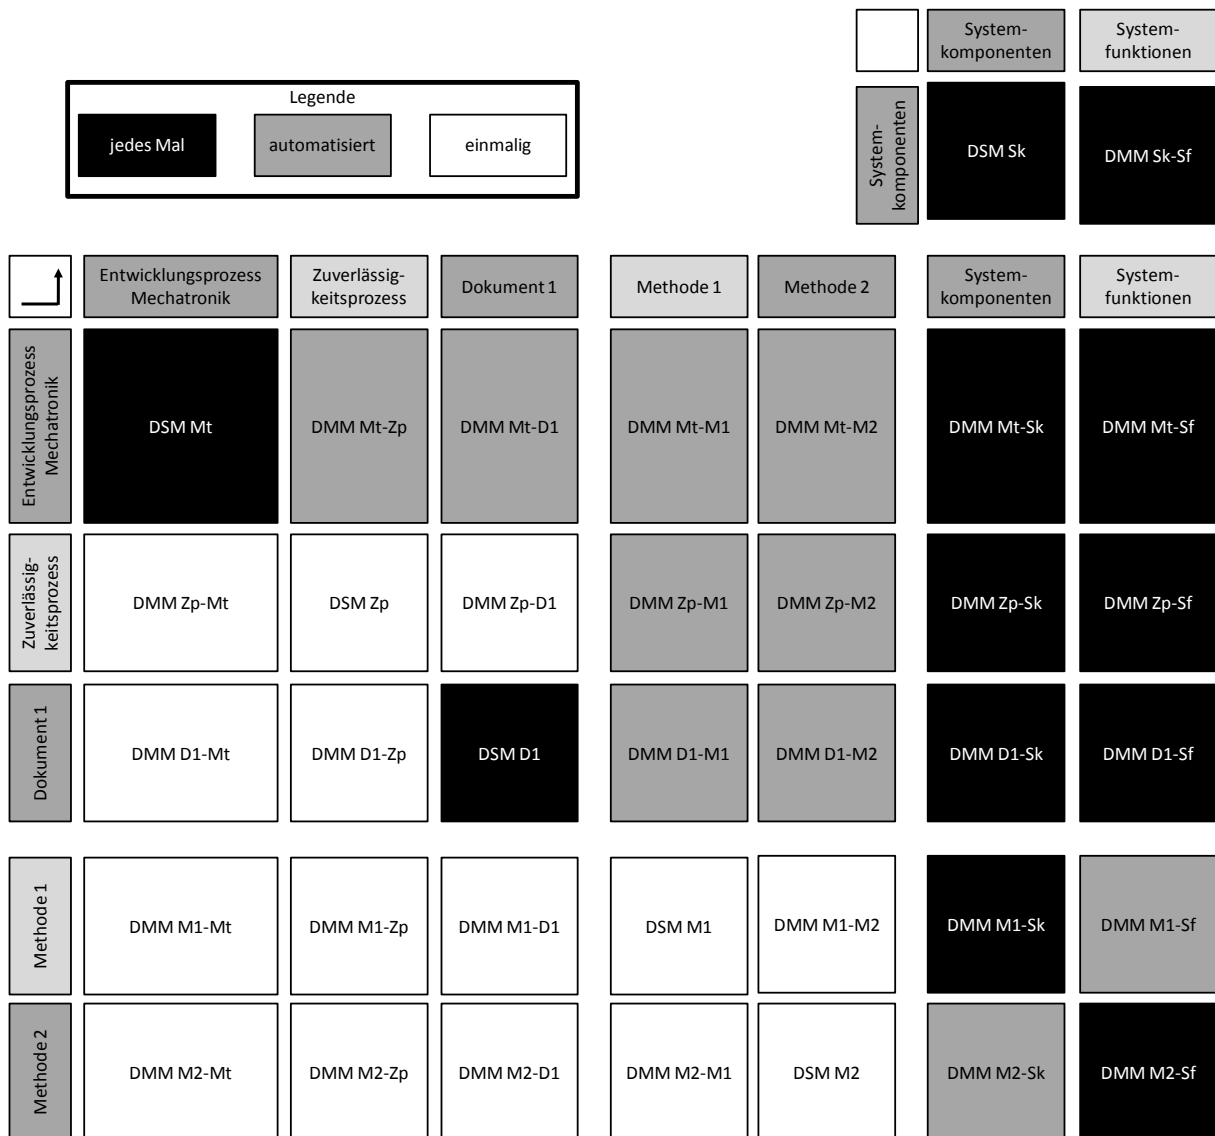 System-
komponenten
System-
funktionen
Legende
jedes Mal
automatisiert
einmalig
System-
komponenten
DSM Sk
DMM Sk-Sf
Entwicklungsprozess
Mechatronik
Zuverlässig-
keitsprozess
Dokument 1
Methode 1
Methode 2
System-
komponenten
System-
funktionen
Entwicklungsprozess
Mechatronik
DSM Mt
DMM Mt-Zp
DMM Mt-D1
DMM Mt-M1
DMM Mt-M2
DMM Mt-Sk
DMM Mt-Sf
Zuverlässig-
keitsprozess
DMM Zp-Mt
DSM Zp
DMM Zp-D1
DMM Zp-M1
DMM Zp-M2
DMM Zp-Sk
DMM Zp-Sf
Dokument 1
DMM D1-Mt
DMM D1-Zp
DSM D1
DMM D1-M1
DMM D1-M2
DMM D1-Sk
DMM D1-Sf
Methode 1
DMM M1-Mt
DMM M1-Zp
DMM M1-D1
DSM M1
DMM M1-M2
DMM M1-Sk
DMM M1-Sf
Methode 2
DMM M2-Mt
DMM M2-Zp
DMM M2-D1
DMM M2-M1
DSM M2
DMM M2-Sk
DMM M2-Sf